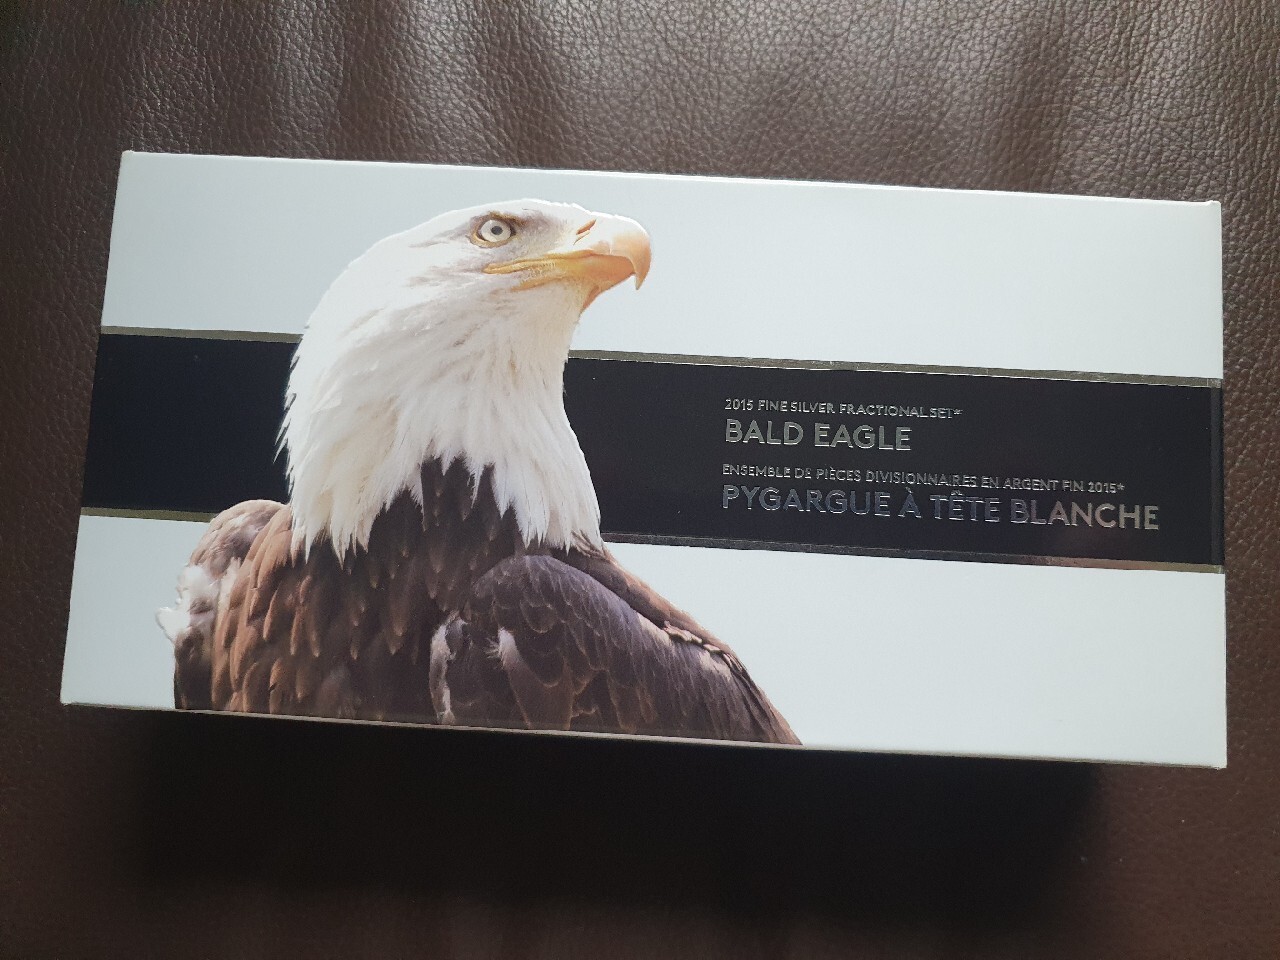 2015 FINE SILVER FRACTIONAL SET*
BALD EAGLE
ENSEMBLE DE PIÈCES DIVISIONNAIRES EN ARGENT FIN 2015*
PYGARGUE À TÊTE BLANCHE